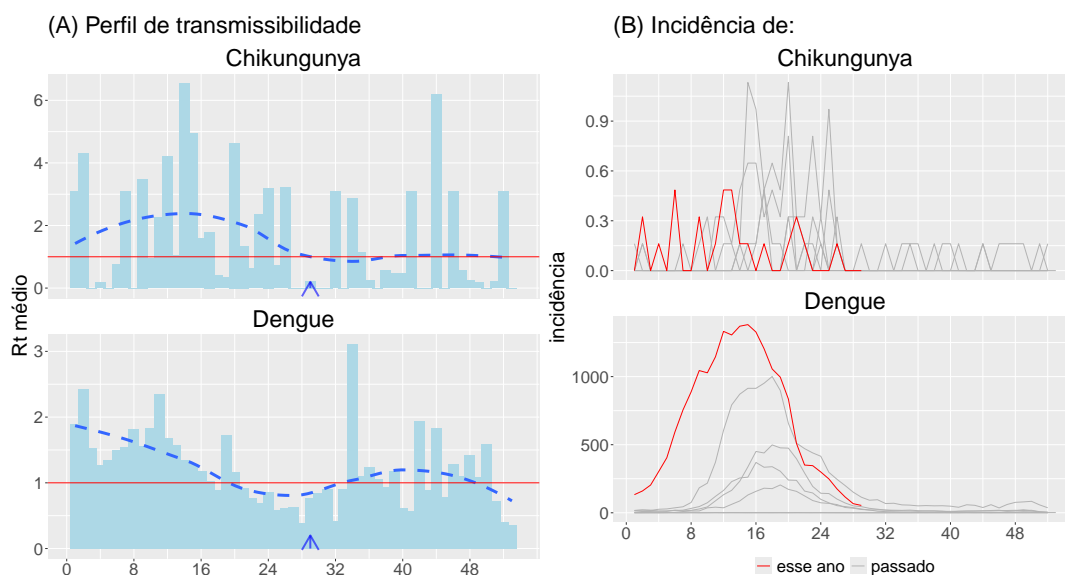 (A) Perfil de transmissibilidade
Chikungunya
6
4
2
0
Dengue
3
2
1
0
0 8 16 24 32 40 48
Rt médio
(B) Incidência de:
Chikungunya
0.9
0.6
0.3
0.0
Dengue
1000
500
0
0 8 16 24 32 40 48
incidência
esse ano passado